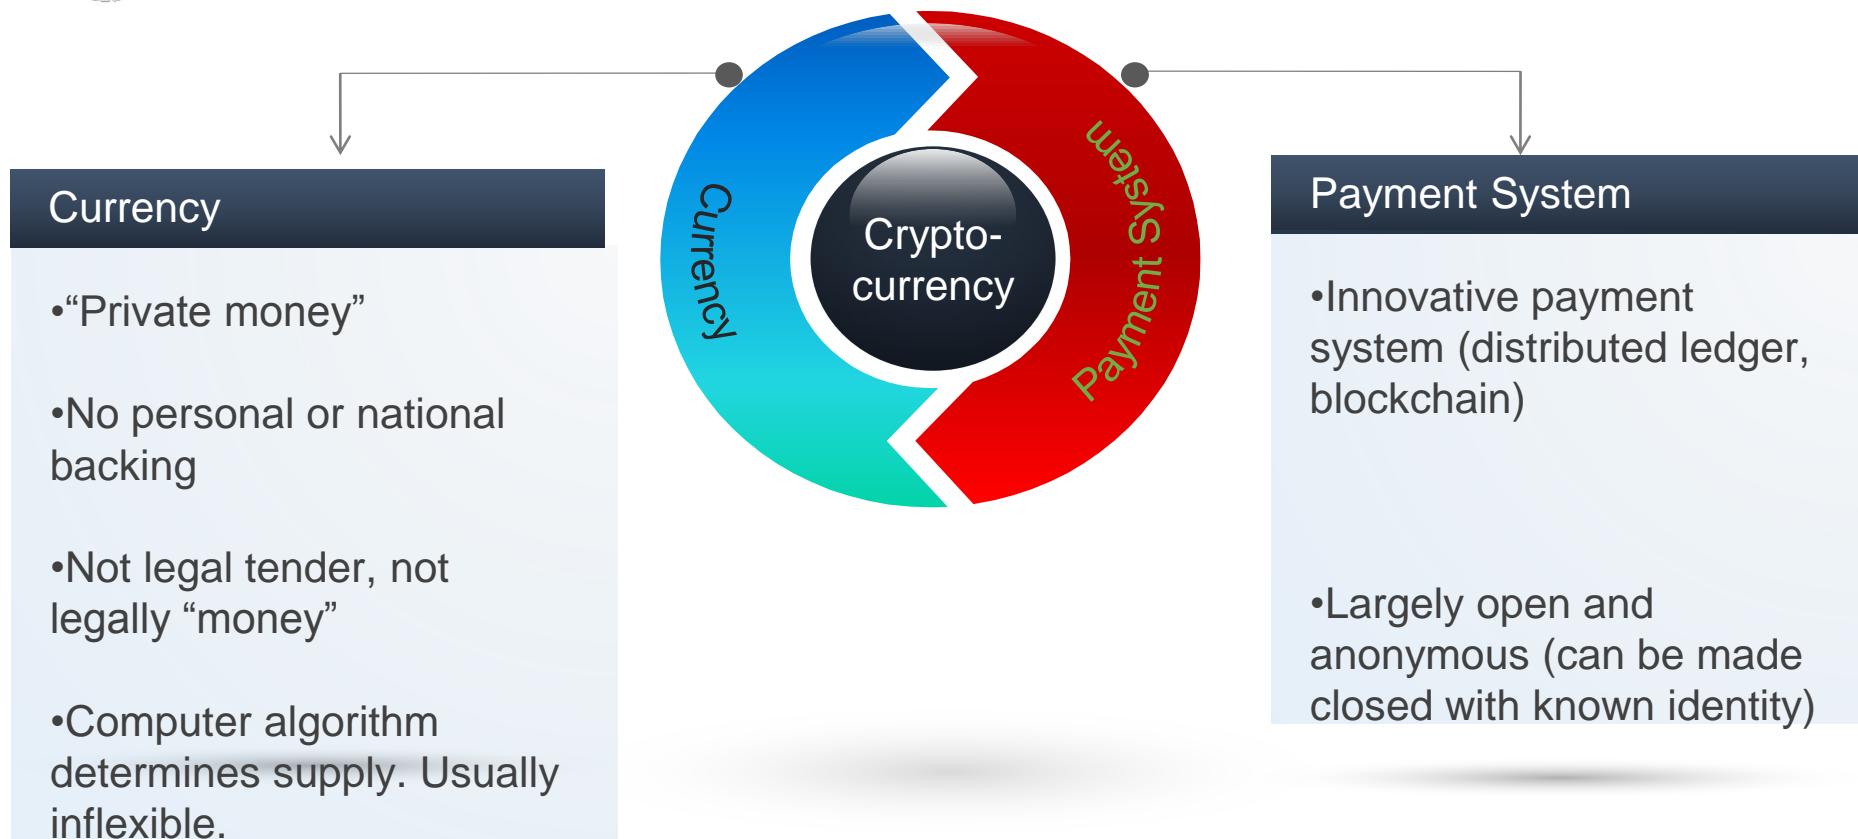 Currency
•“Private money”
•No personal or national
backing
•Not legal tender, not
legally “money”
•Computer algorithm
determines supply. Usually
inflexible.
Currency
Crypto-
currency
Payment System
Payment System
•Innovative payment
system (distributed ledger,
blockchain)
•Largely open and
anonymous (can be made
closed with known identity)